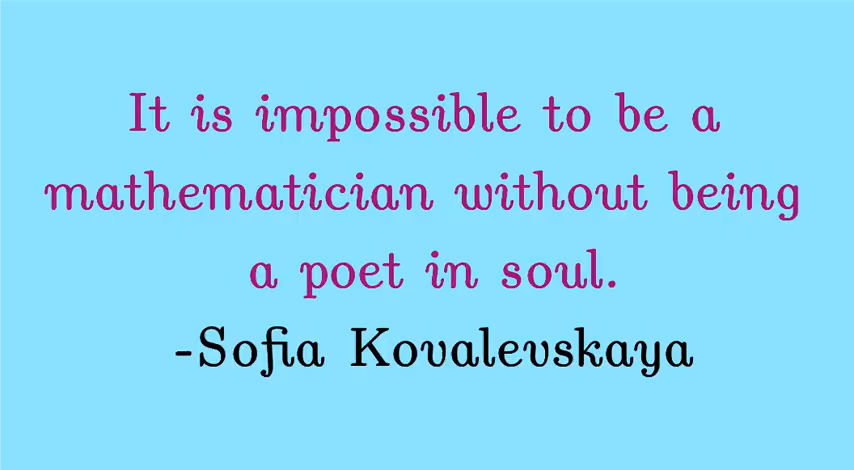 It is impossible to be a
mathematician without being
a poet in soul.
-Sofia Kovalevskaya